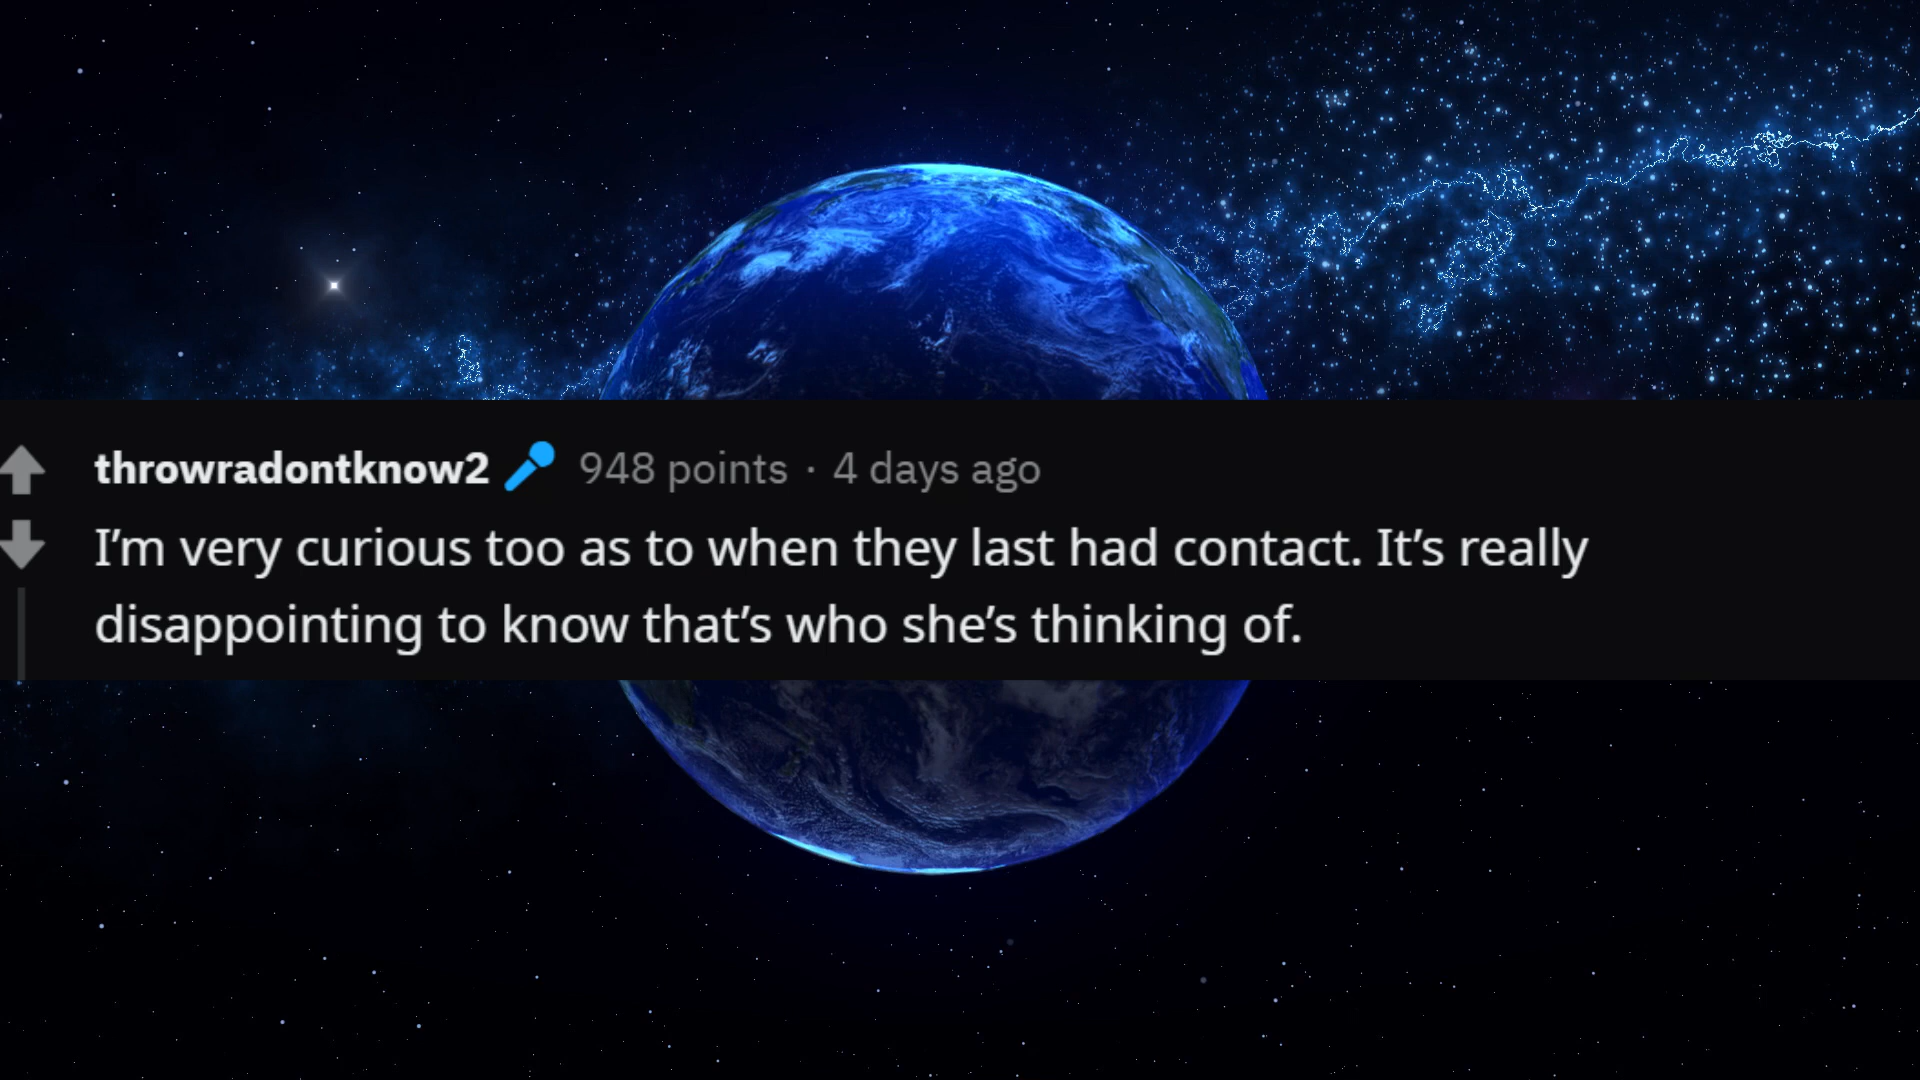 throwradontknow2 948 points · 4 days ago
I’m very curious too as to when they last had contact. It’s really
disappointing to know that’s who she’s thinking of.